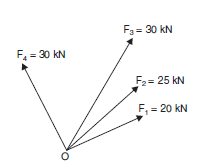 F₃ = 30 kN
F₄ = 30 kN
F₂ = 25 kN
F₁ = 20 kN
O